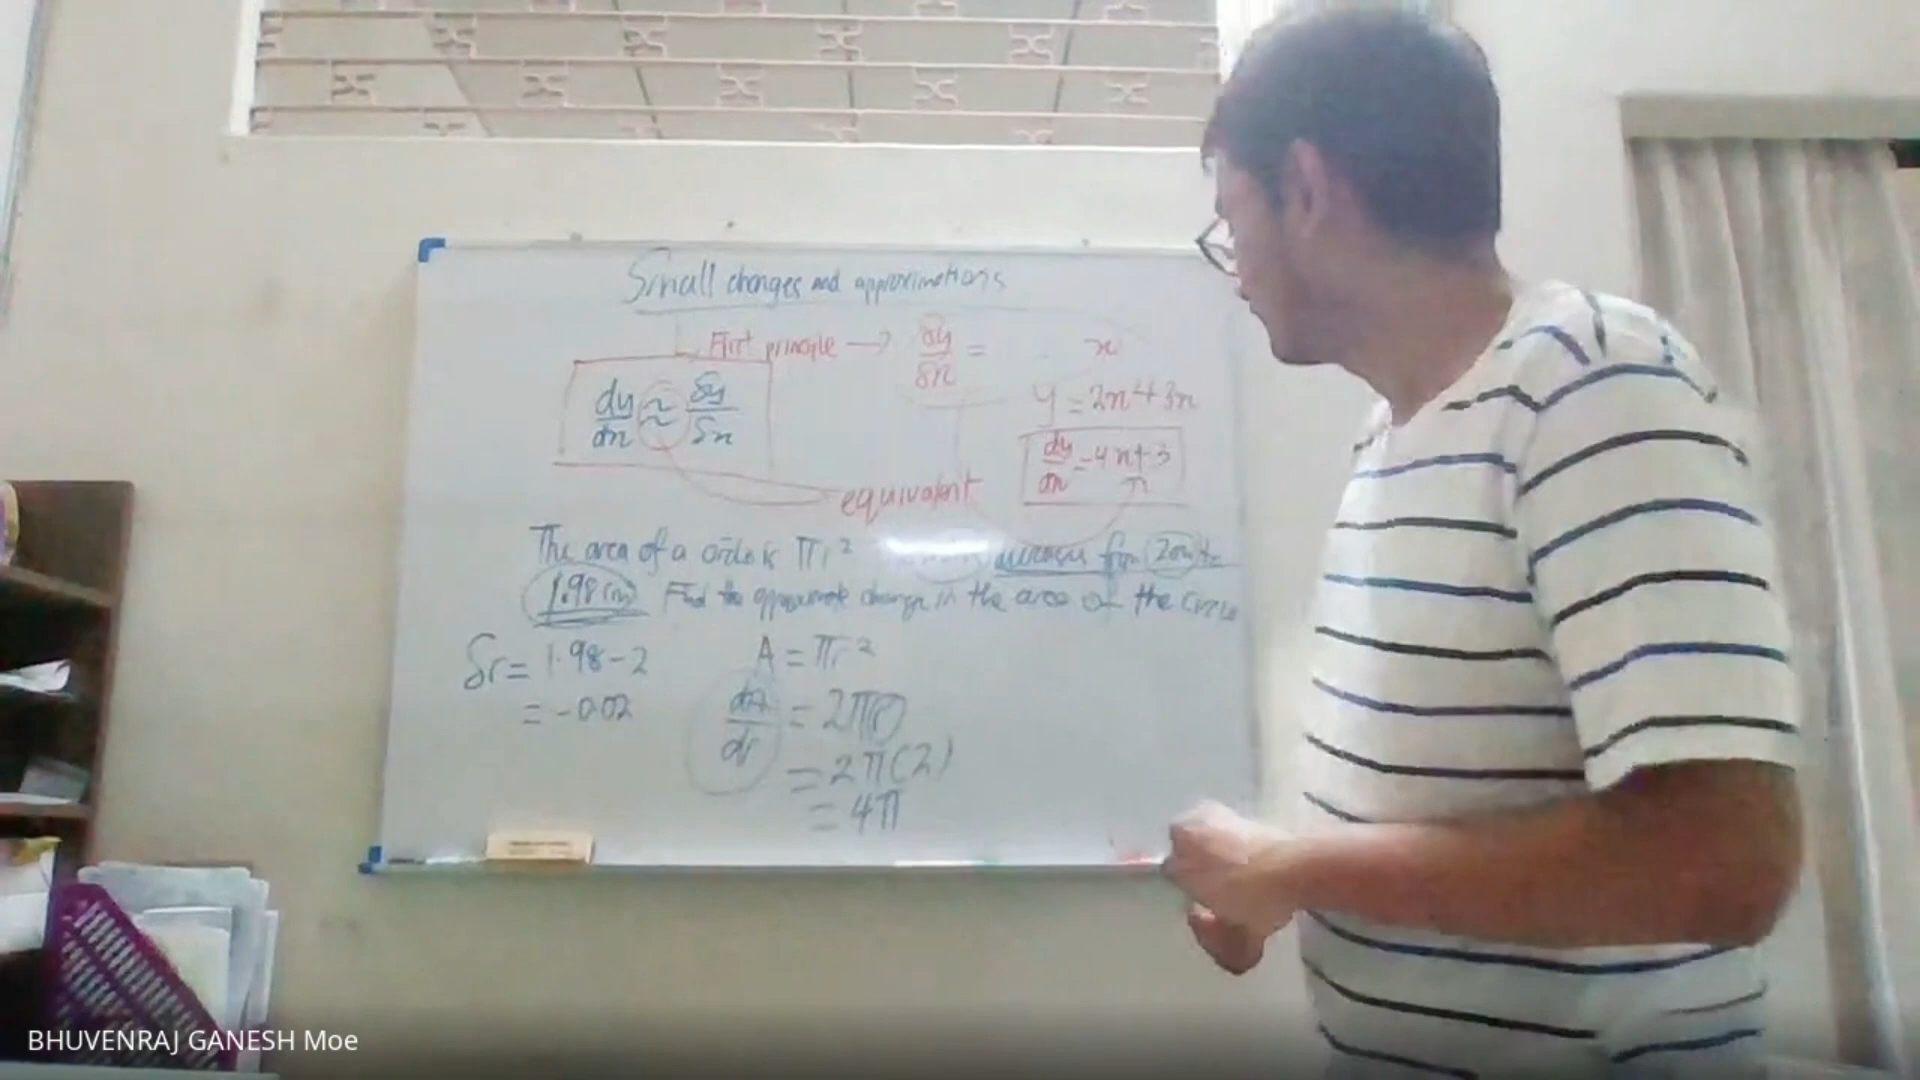 Small changes and approximations
First principle → δy/δx =
x
dy/dx ≈ δy/δx
y = 2x² + 3x
dy/dx = 4x + 3
equivalent
The area of a circle is πr² from 2cm to
1.98cm Find the approximate change in the area of the circle
δr = 1.98 - 2
= -0.02
A = πr²
dA/dr = 2πr
= 2π(2)
= 4π
BHUVENRAJ GANESH Moe